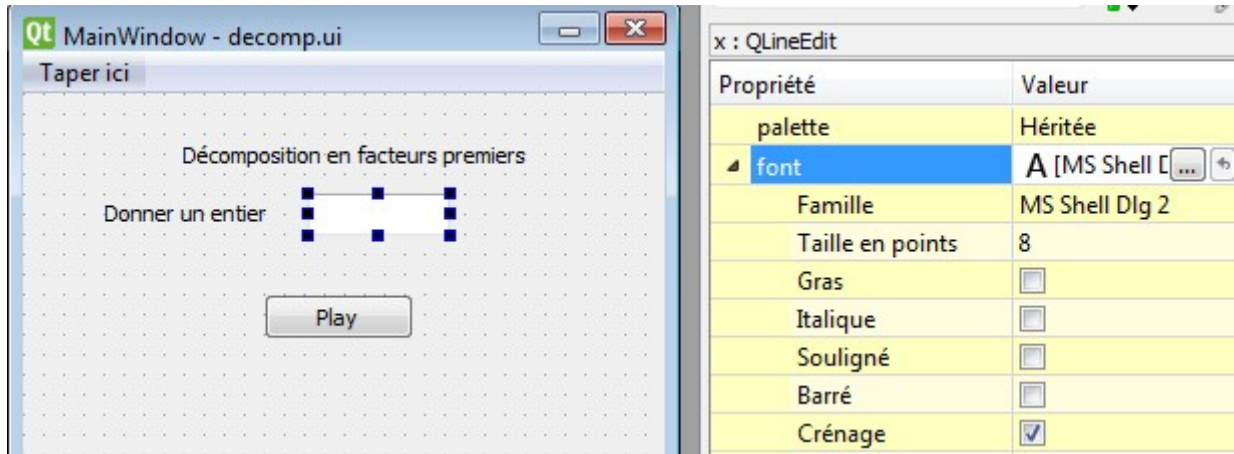 Qt MainWindow - decomp.ui
Taper ici
Décomposition en facteurs premiers
Donner un entier
Play
x : QLineEdit
Propriété Valeur
palette Héritée
font A [MS Shell D ...
Famille MS Shell Dlg 2
Taille en points 8
Gras
Italique
Souligné
Barré
Crénage